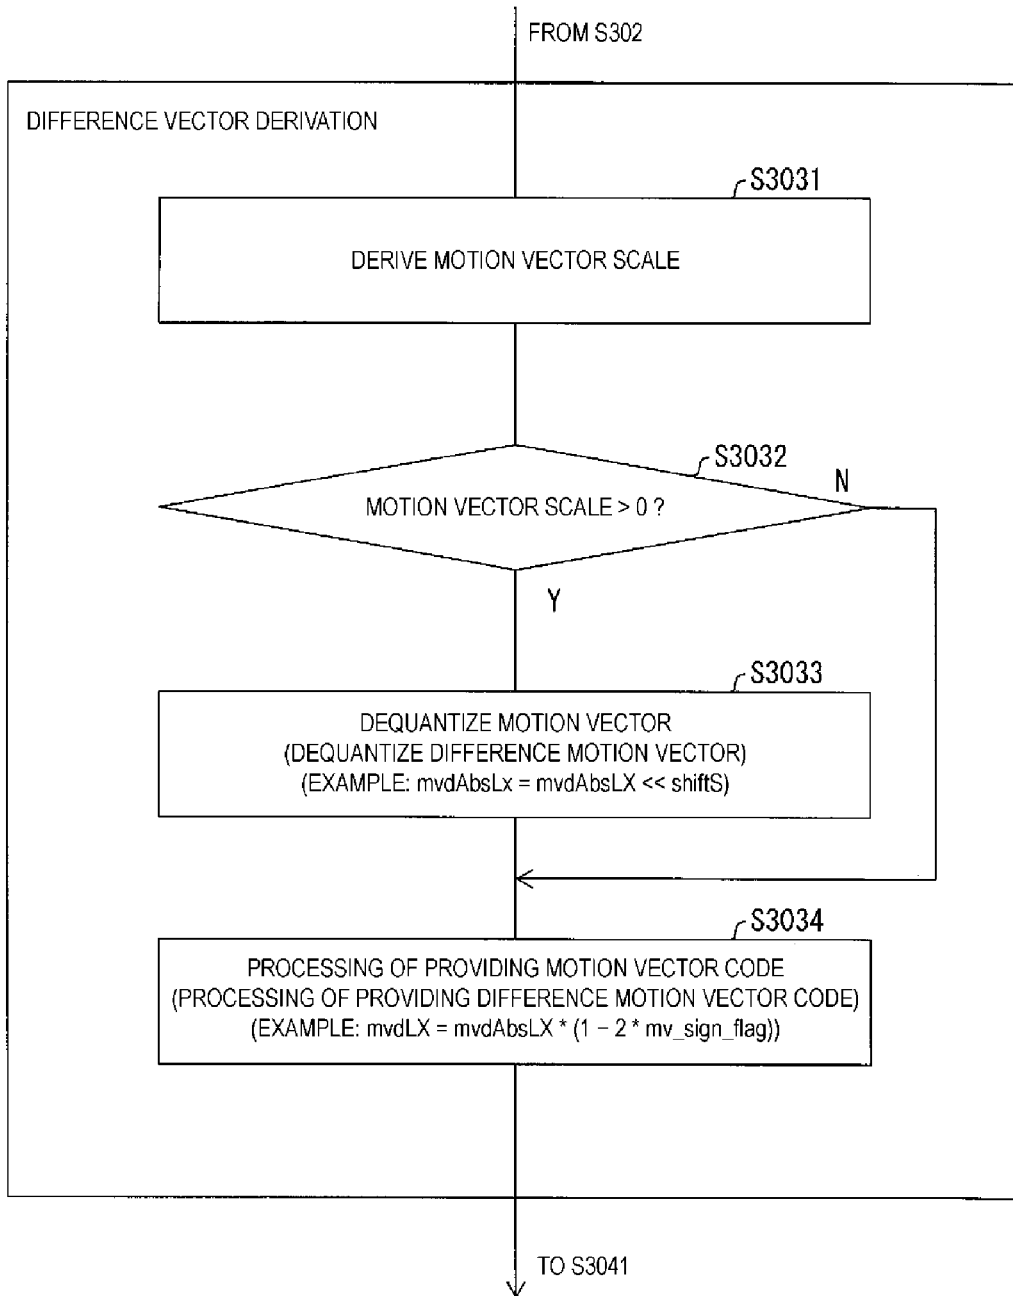 FROM S302
DIFFERENCE VECTOR DERIVATION
S3031
DERIVE MOTION VECTOR SCALE
S3032
N
MOTION VECTOR SCALE > 0 ?
Y
S3033
DEQUANTIZE MOTION VECTOR
(DEQUANTIZE DIFFERENCE MOTION VECTOR)
(EXAMPLE: mvdAbsLx = mvdAbsLX << shiftS)
S3034
PROCESSING OF PROVIDING MOTION VECTOR CODE
(PROCESSING OF PROVIDING DIFFERENCE MOTION VECTOR CODE)
(EXAMPLE: mvdLX = mvdAbsLX * (1 – 2 * mv_sign_flag))
TO S3041